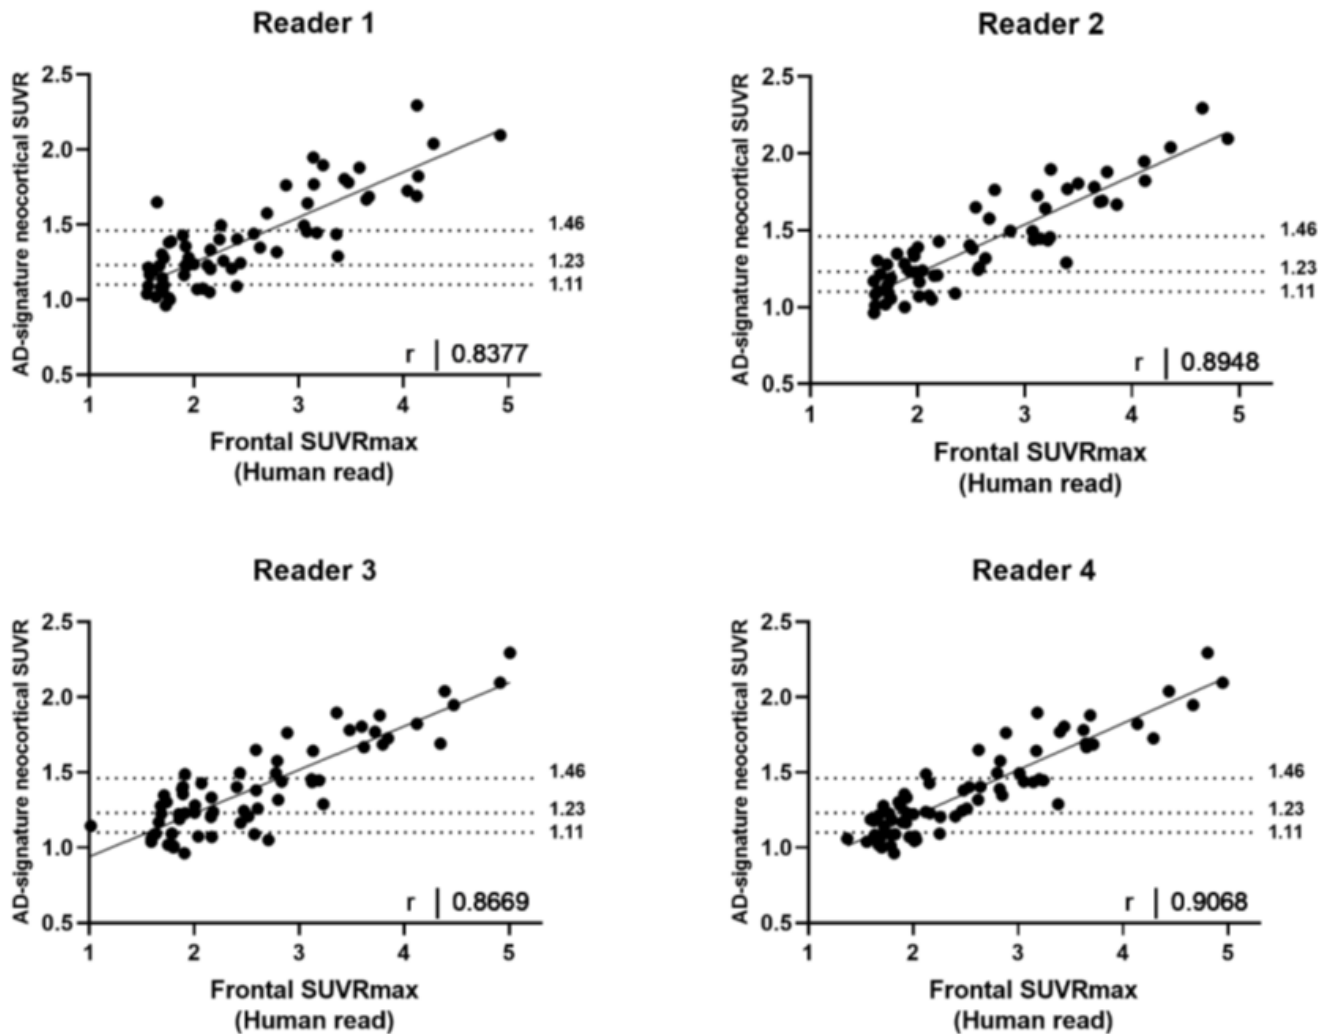 Reader 1
AD-signature neocortical SUVR
2.5
2.0
1.5
1.0
0.5
1.46
1.23
1.11
r | 0.8377
1 2 3 4 5
Frontal SUVRmax
(Human read)
Reader 2
AD-signature neocortical SUVR
2.5
2.0
1.5
1.0
0.5
1.46
1.23
1.11
r | 0.8948
1 2 3 4 5
Frontal SUVRmax
(Human read)
Reader 3
AD-signature neocortical SUVR
2.5
2.0
1.5
1.0
0.5
1.46
1.23
1.11
r | 0.8669
1 2 3 4 5
Frontal SUVRmax
(Human read)
Reader 4
AD-signature neocortical SUVR
2.5
2.0
1.5
1.0
0.5
1.46
1.23
1.11
r | 0.9068
1 2 3 4 5
Frontal SUVRmax
(Human read)